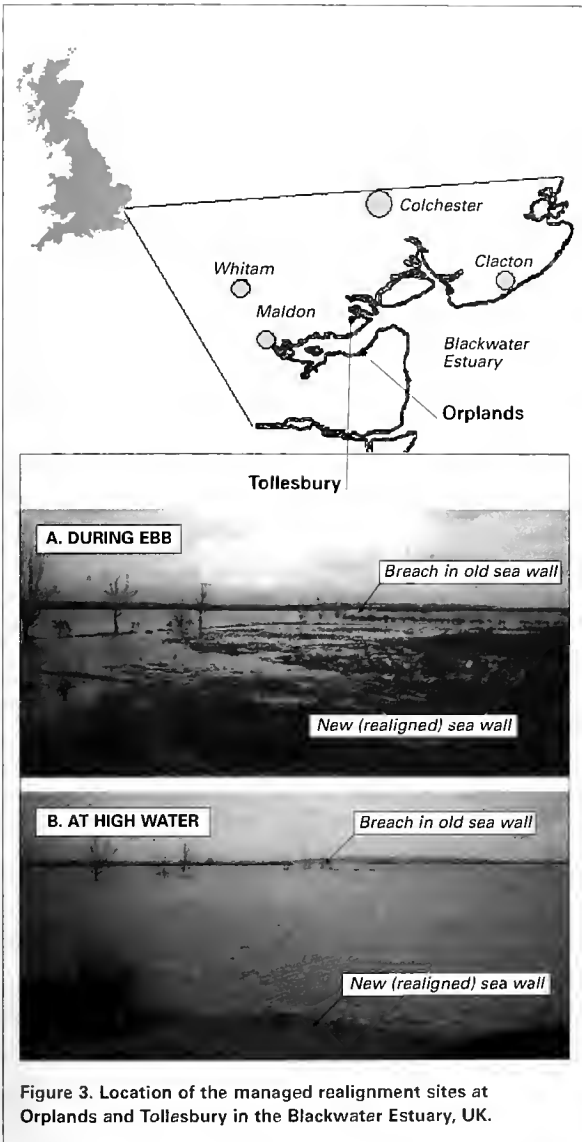 Colchester
Whitam
Clacton
Maldon
Blackwater
Estuary
Orplands
Tollesbury
A. DURING EBB
Breach in old sea wall
New (realigned) sea wall
B. AT HIGH WATER
Breach in old sea wall
New (realigned) sea wall
Figure 3. Location of the managed realignment sites at
Orplands and Tollesbury in the Blackwater Estuary, UK.